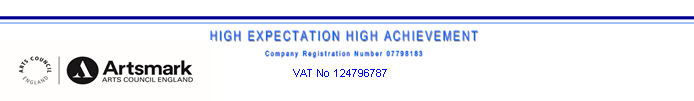 HIGH EXPECTATION HIGH ACHIEVEMENT
Company Registration Number 07798183
ARTS COUNCIL
ENGLAND
Artsmark
ARTS COUNCIL ENGLAND
VAT No 124796787